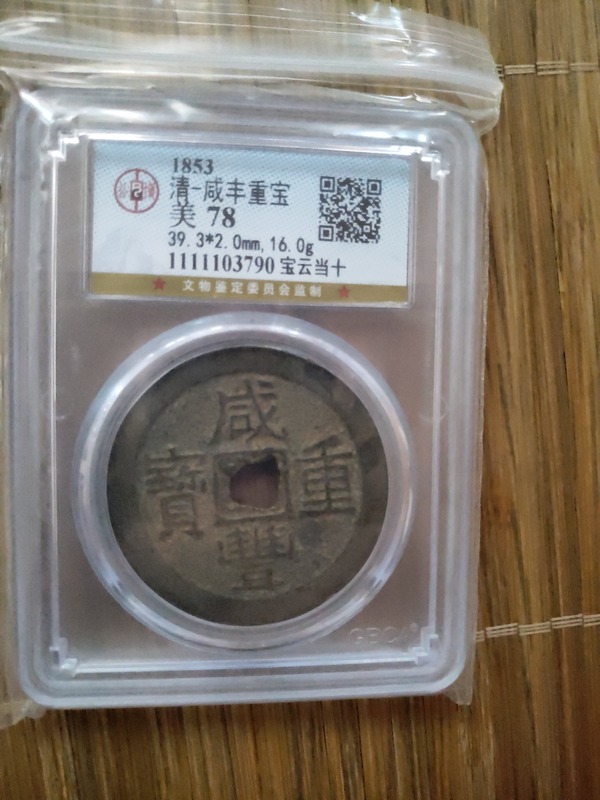 1853
清-咸丰重宝
美 78
39.3*2.0mm,16.0g
1111103790 宝云当十
文物鉴定委员会监制
咸
寶 重
豐
GBCA